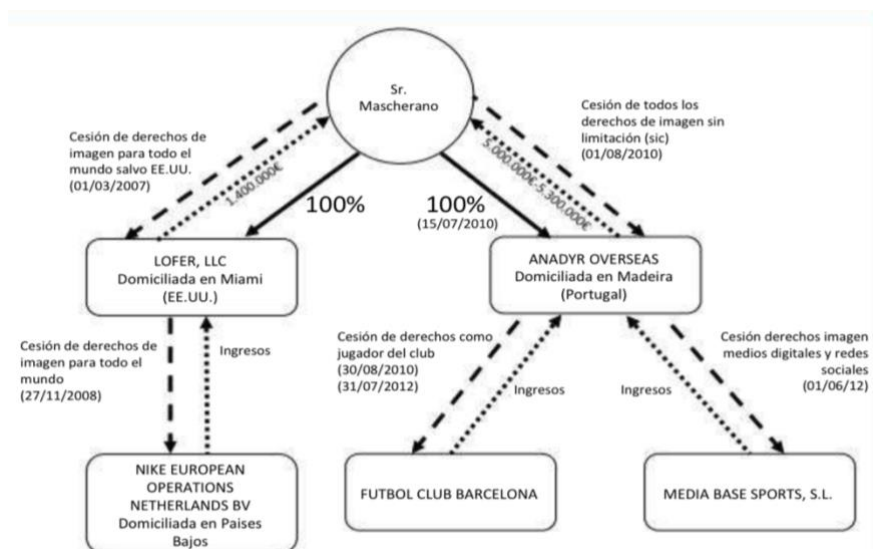 Sr.
Mascherano
Cesión de derechos de
imagen para todo el
mundo salvo EE.UU.
(01/03/2007)
1.400.000€
100%
100%
(15/07/2010)
5.000.000€-5.300.000€
Cesión de todos los
derechos de imagen sin
limitación (sic)
(01/08/2010)
LOFER, LLC
Domiciliada en Miami
(EE.UU.)
ANADYR OVERSEAS
Domiciliada en Madeira
(Portugal)
Cesión de derechos de
imagen para todo el
mundo
(27/11/2008)
Ingresos
Cesión de derechos como
jugador del club
(30/08/2010)
(31/07/2012)
Ingresos
Ingresos
Cesión derechos imagen
medios digitales y redes
sociales
(01/06/12)
NIKE EUROPEAN
OPERATIONS
NETHERLANDS BV
Domiciliada en Paises
Bajos
FUTBOL CLUB BARCELONA
MEDIA BASE SPORTS, S.L.